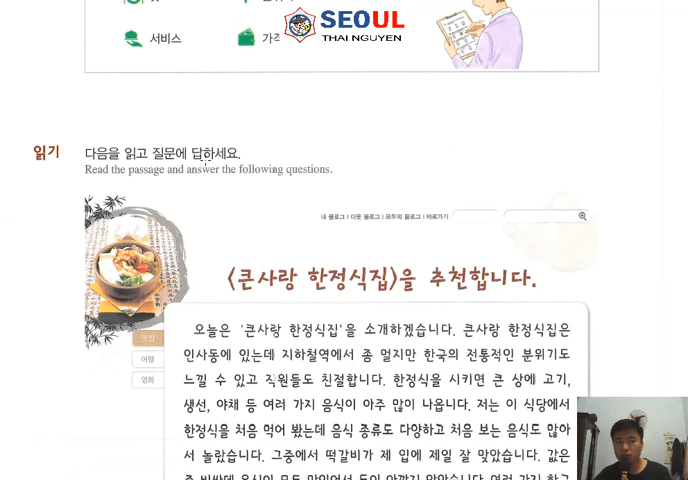 SEOUL
THAI NGUYEN
서비스
읽기
다음을 읽고 질문에 답하세요.
Read the passage and answer the following questions.
내 블로그 | 이웃 블로그 | 모두의 블로그 | 바로가기
〈큰사랑 한정식집〉을 추천합니다.
오늘은 '큰사랑 한정식집'을 소개하겠습니다. 큰사랑 한정식집은
맛집
인사동에 있는데 지하철역에서 좀 멀지만 한국의 전통적인 분위기도
여행
느낄 수 있고 직원들도 친절합니다. 한정식을 시키면 큰 상에 고기,
영화
생선, 야채 등 여러 가지 음식이 아주 많이 나옵니다. 저는 이 식당에서
한정식을 처음 먹어 봤는데 음식 종류도 다양하고 처음 보는 음식도 많아
서 놀랐습니다. 그중에서 떡갈비가 제 입에 제일 잘 맞았습니다. 값은